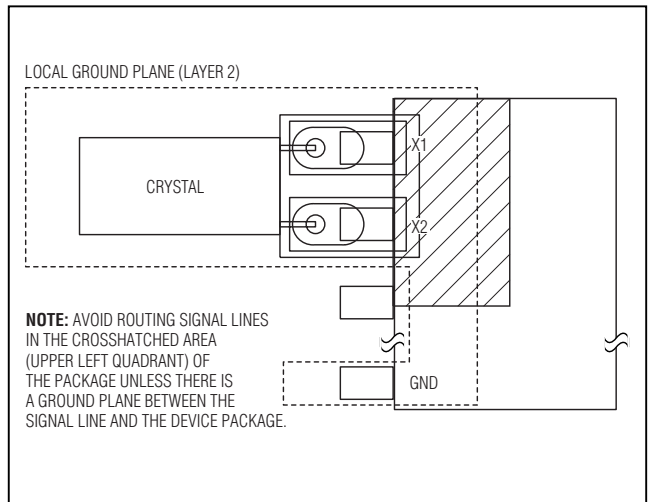 LOCAL GROUND PLANE (LAYER 2)
X1
CRYSTAL
X2
NOTE: AVOID ROUTING SIGNAL LINES
IN THE CROSSHATCHED AREA
(UPPER LEFT QUADRANT) OF
THE PACKAGE UNLESS THERE IS
A GROUND PLANE BETWEEN THE
SIGNAL LINE AND THE DEVICE PACKAGE.
GND